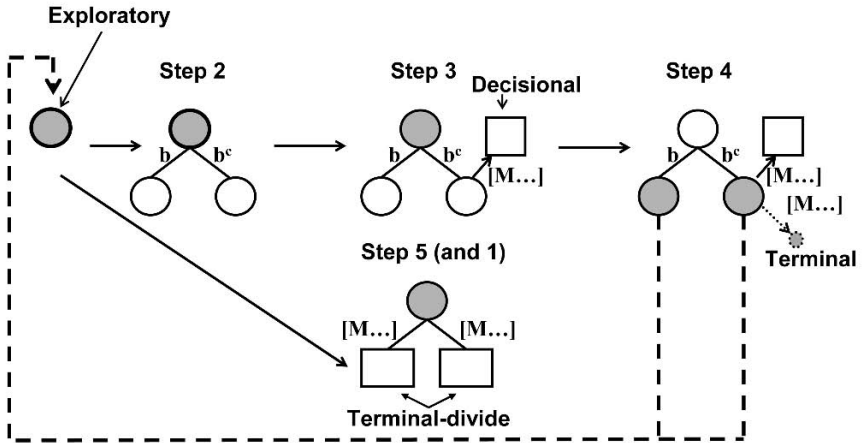 Exploratory
Step 2
Step 3
Decisional
Step 4
b bᶜ
b bᶜ
[M…]
b bᶜ
[M…]
[M…]
Terminal
Step 5 (and 1)
[M…] [M…]
Terminal-divide